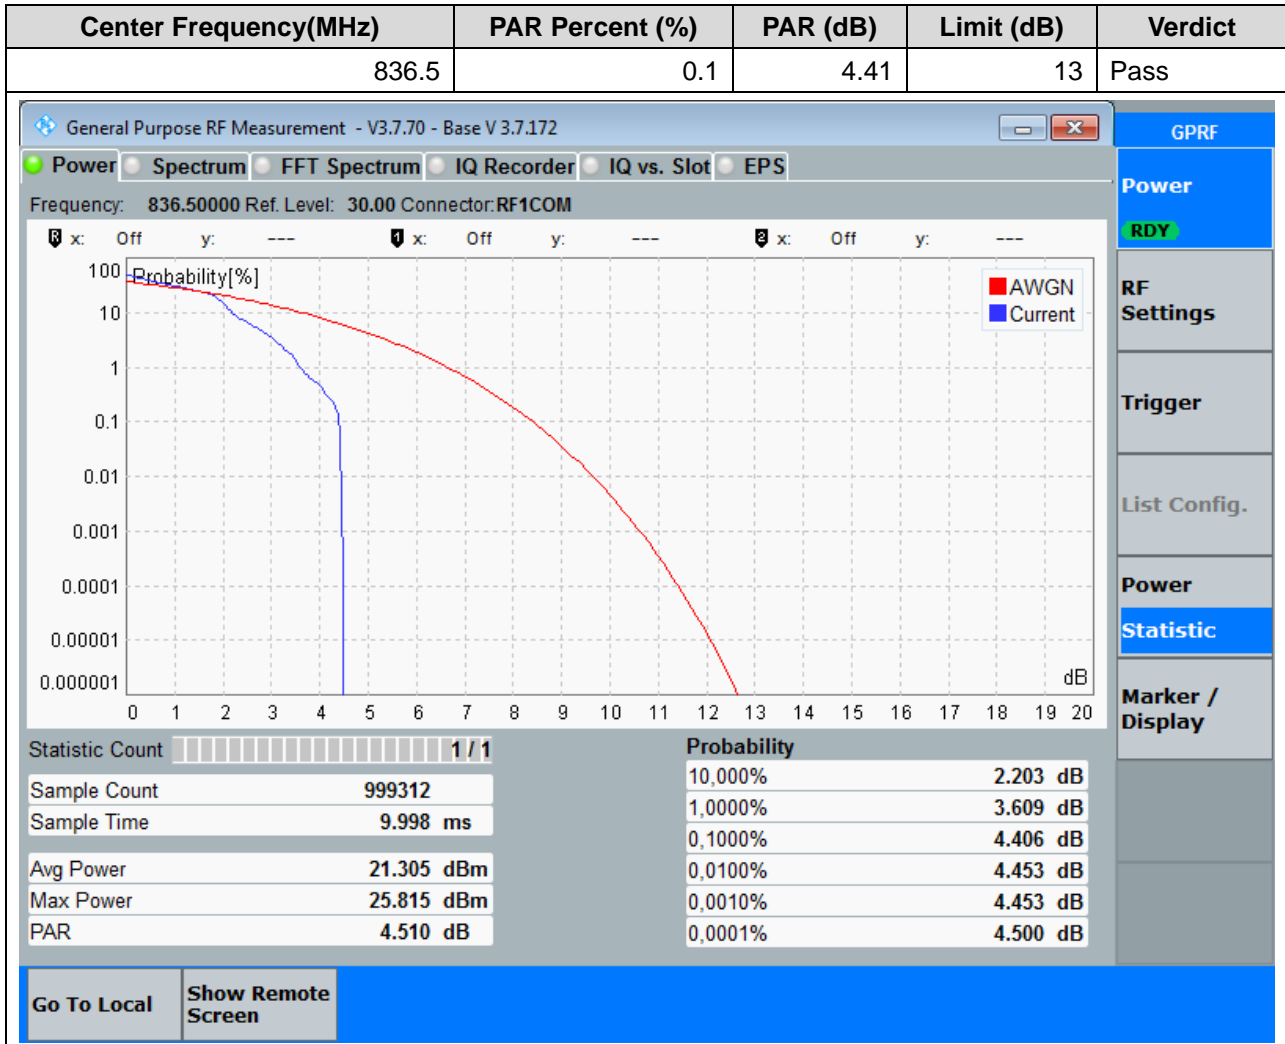 Center Frequency(MHz) PAR Percent (%) PAR (dB) Limit (dB) Verdict
836.5 0.1 4.41 13 Pass
General Purpose RF Measurement - V3.7.70 - Base V 3.7.172
GPRF
Power Spectrum FFT Spectrum IQ Recorder IQ vs. Slot EPS
Frequency: 836.50000 Ref. Level: 30.00 Connector:RF1COM
R x: Off y: --- 1 x: Off y: --- 2 x: Off y: ---
Probability[%]
100
10
1
0.1
0.01
0.001
0.0001
0.00001
0.000001
AWGN
Current
dB
0 1 2 3 4 5 6 7 8 9 10 11 12 13 14 15 16 17 18 19 20
Statistic Count 1 / 1
Sample Count 999312
Sample Time 9.998 ms
Avg Power 21.305 dBm
Max Power 25.815 dBm
PAR 4.510 dB
Probability
10,000% 2.203 dB
1,0000% 3.609 dB
0,1000% 4.406 dB
0,0100% 4.453 dB
0,0010% 4.453 dB
0,0001% 4.500 dB
Power
RDY
RF
Settings
Trigger
List Config.
Power
Statistic
Marker /
Display
Go To Local
Show Remote
Screen